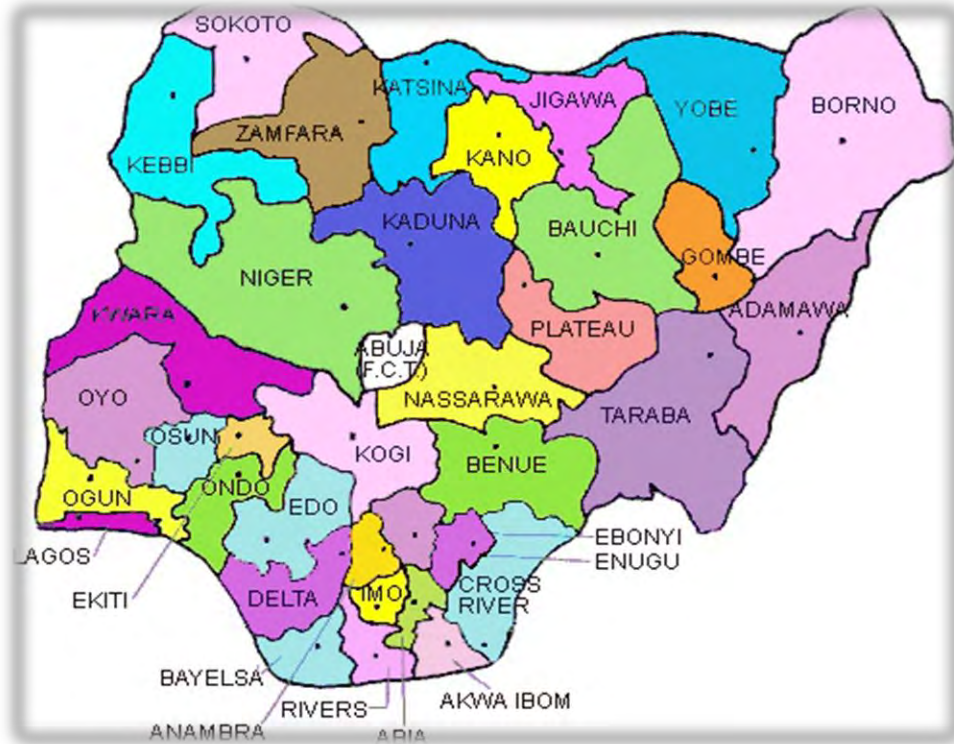 SOKOTO
KATSINA
JIGAWA
YOBE
BORNO
ZAMFARA
KANO
KEBBI
KADUNA
BAUCHI
GOMBE
NIGER
ADAMAWA
KWARA
PLATEAU
ABUJA
(F.C.T.)
NASSARAWA
OYO
TARABA
OSUN
KOGI
BENUE
OGUN
ONDO
EDO
EBONYI
LAGOS
ENUGU
EKITI
DELTA
IMO
CROSS
RIVER
BAYELSA
RIVERS
AKWA IBOM
ANAMBRA
ABIA